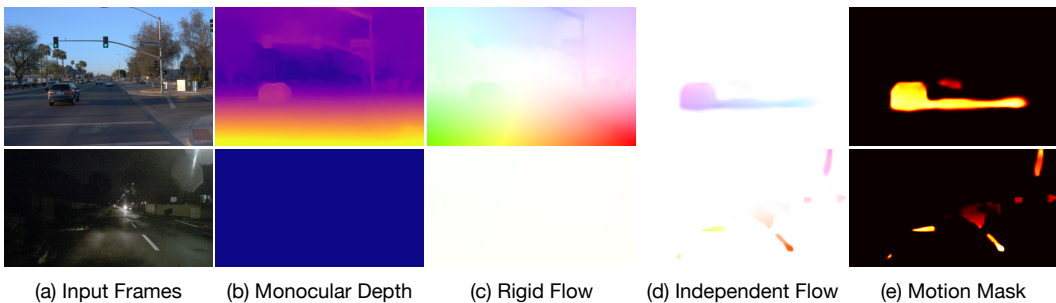 (a) Input Frames (b) Monocular Depth (c) Rigid Flow (d) Independent Flow (e) Motion Mask